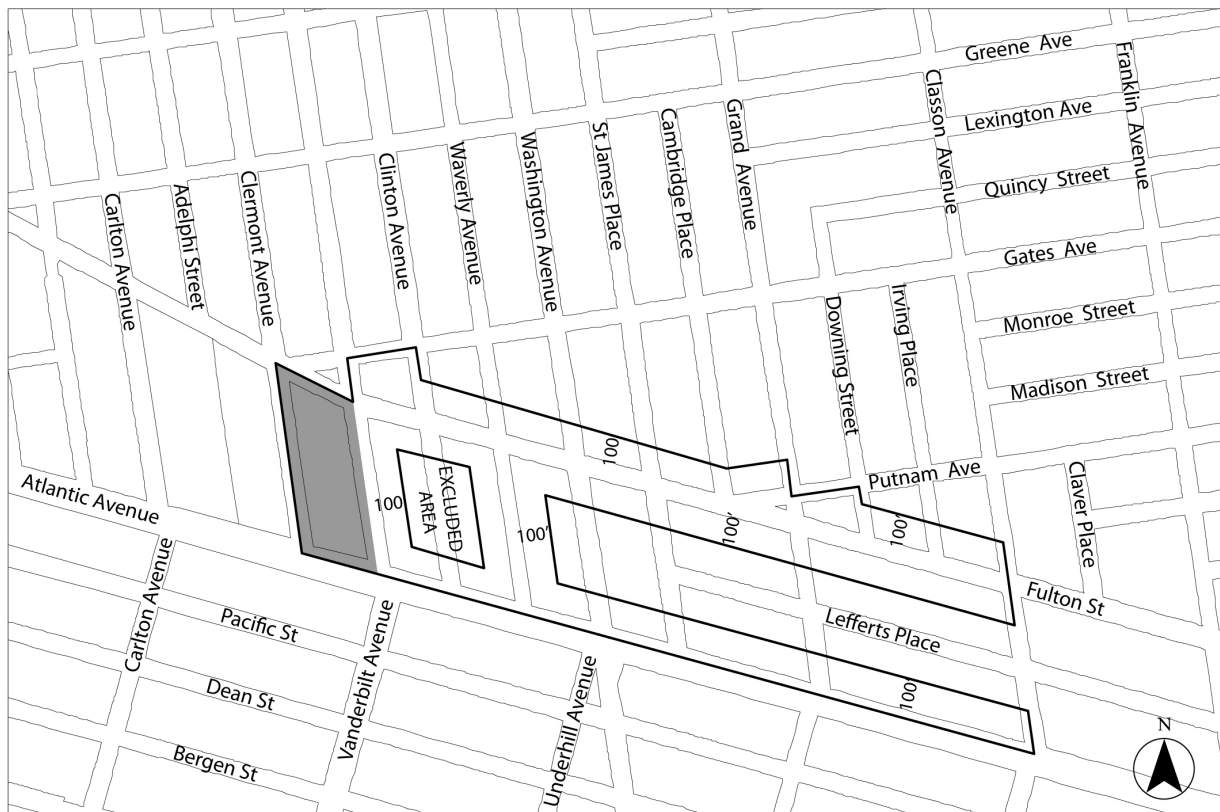 Greene Ave
Franklin Avenue
Classon Avenue
Lexington Ave
Grand Avenue
Cambridge Place
St James Place
Washington Avenue
Waverly Avenue
Clinton Avenue
Clermont Avenue
Adelphi Street
Carlton Avenue
Quincy Street
Gates Ave
Irving Place
Downing Street
Monroe Street
Madison Street
100'
Putnam Ave
Claver Place
Atlantic Avenue
100'
EXCLUDED
AREA
100'
100'
100'
Fulton St
Carlton Avenue
Pacific St
Vanderbilt Avenue
Lefferts Place
Underhill Avenue
Dean St
100'
Bergen St
N